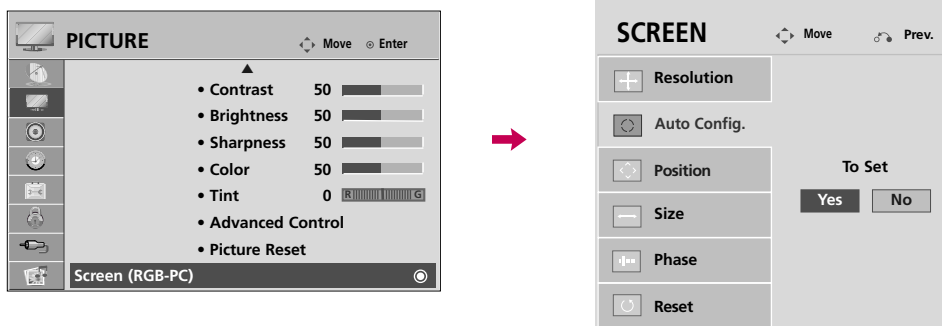 PICTURE
Move Enter
• Contrast 50
• Brightness 50
• Sharpness 50
• Color 50
• Tint 0 R G
• Advanced Control
• Picture Reset
Screen (RGB-PC)
SCREEN
Move Prev.
Resolution
Auto Config.
Position
Size
Phase
Reset
To Set
Yes No